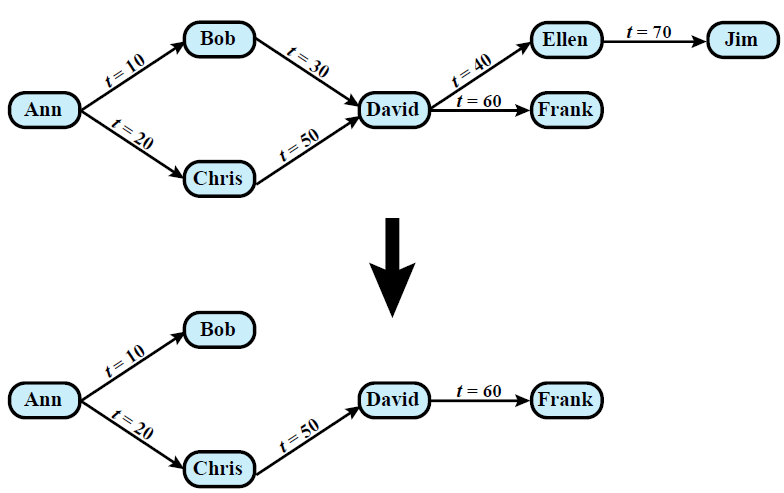 Bob
Ellen
t = 70
Jim
t = 10
t = 30
t = 40
Ann
David
t = 60
Frank
t = 20
t = 50
Chris
Bob
t = 10
Ann
David
t = 60
Frank
t = 20
t = 50
Chris